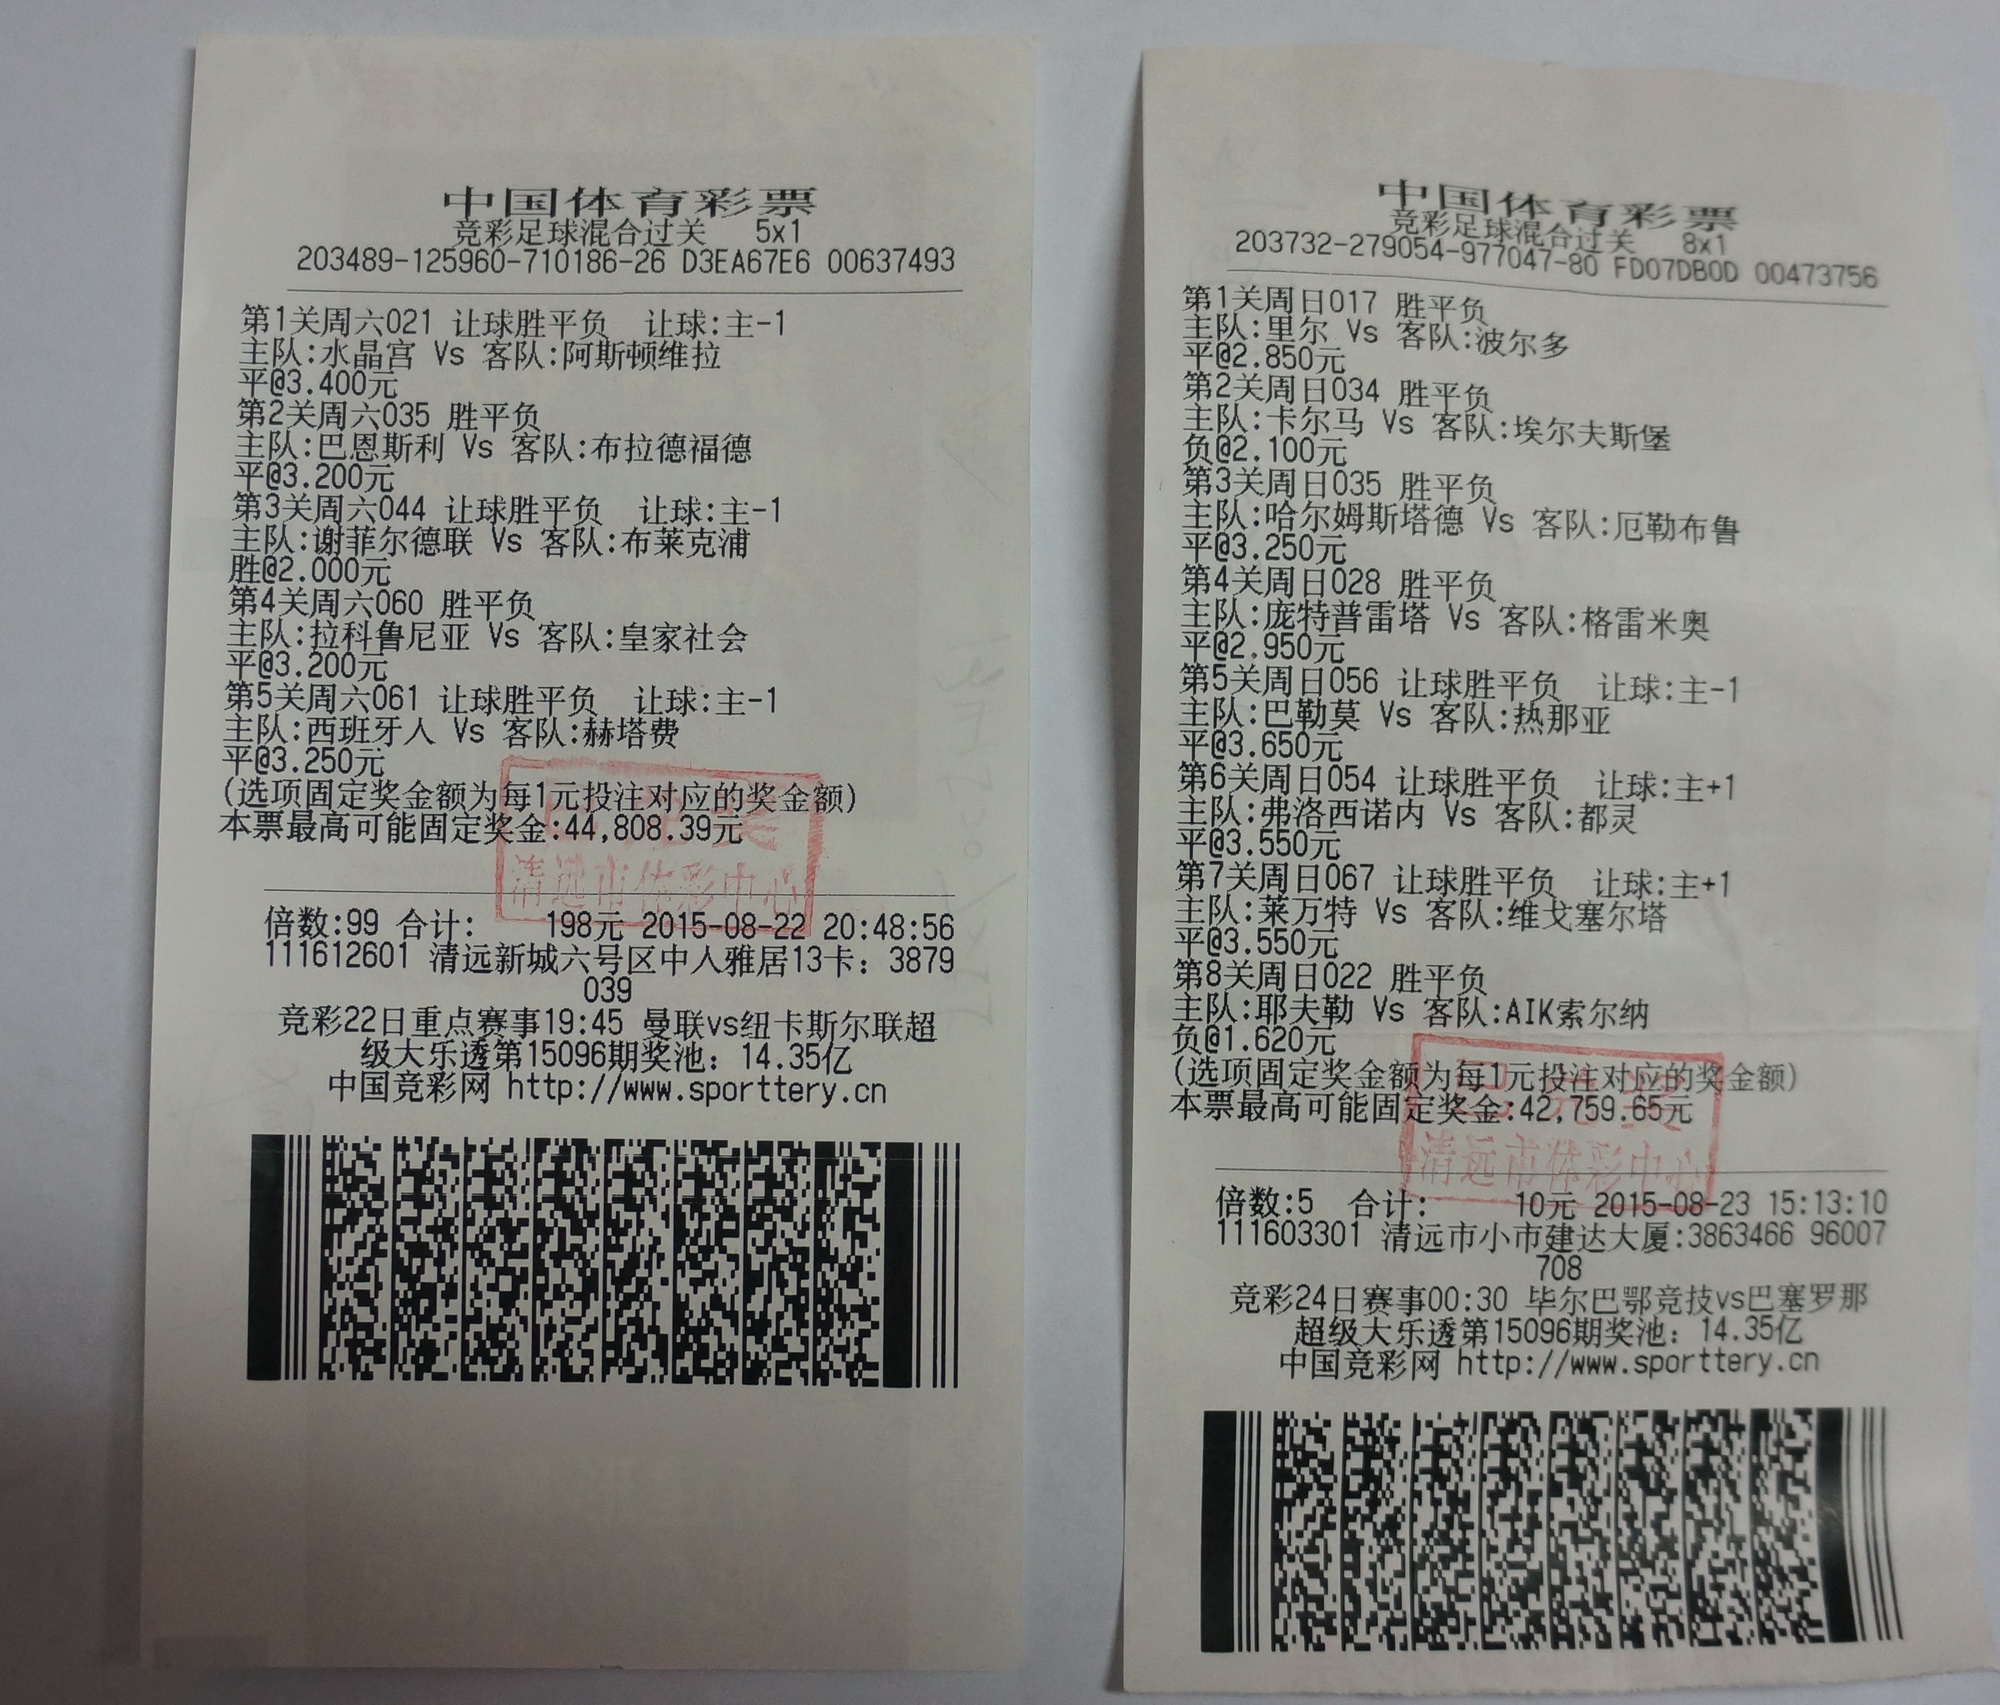 中国体育彩票
竞彩足球混合过关 5x1
203489-125960-710186-26 D3EA67E6 00637493
第1关周六021 让球胜平负 让球:主-1
主队:水晶宫 Vs 客队:阿斯顿维拉
平@3.400元
第2关周六035 胜平负
主队:巴恩斯利 Vs 客队:布拉德福德
平@3.200元
第3关周六044 让球胜平负 让球:主-1
主队:谢菲尔德联 Vs 客队:布莱克浦
胜@2.000元
第4关周六060 胜平负
主队:拉科鲁尼亚 Vs 客队:皇家社会
平@3.200元
第5关周六061 让球胜平负 让球:主-1
主队:西班牙人 Vs 客队:赫塔费
平@3.250元
(选项固定奖金额为每1元投注对应的奖金额)
本票最高可能固定奖金:44,808.39元
清远市体彩中心
倍数:99 合计: 198元 2015-08-22 20:48:56
111612601 清远新城六号区中人雅居13卡: 3879
039
竞彩22日重点赛事19:45 曼联vs纽卡斯尔联超
级大乐透第15096期奖池: 14.35亿
中国竞彩网 http://www.sporttery.cn
中国体育彩票
竞彩足球混合过关 8x1
203732-279054-977047-80 FD07DB0D 00473756
第1关周日017 胜平负
主队:里尔 Vs 客队:波尔多
平@2.850元
第2关周日034 胜平负
主队:卡尔马 Vs 客队:埃尔夫斯堡
负@2.100元
第3关周日035 胜平负
主队:哈尔姆斯塔德 Vs 客队:厄勒布鲁
平@3.250元
第4关周日028 胜平负
主队:庞特普雷塔 Vs 客队:格雷米奥
平@2.950元
第5关周日056 让球胜平负 让球:主-1
主队:巴勒莫 Vs 客队:热那亚
平@3.650元
第6关周日054 让球胜平负 让球:主+1
主队:弗洛西诺内 Vs 客队:都灵
平@3.550元
第7关周日067 让球胜平负 让球:主+1
主队:莱万特 Vs 客队:维戈塞尔塔
平@3.550元
第8关周日022 胜平负
主队:耶夫勒 Vs 客队:AIK索尔纳
负@1.620元
(选项固定奖金额为每1元投注对应的奖金额)
本票最高可能固定奖金:42,759.65元
清远市体彩中心
倍数:5 合计: 10元 2015-08-23 15:13:10
111603301 清远市小市建达大厦:3863466 96007
708
竞彩24日赛事00:30 毕尔巴鄂竞技vs巴塞罗那
超级大乐透第15096期奖池: 14.35亿
中国竞彩网 http://www.sporttery.cn